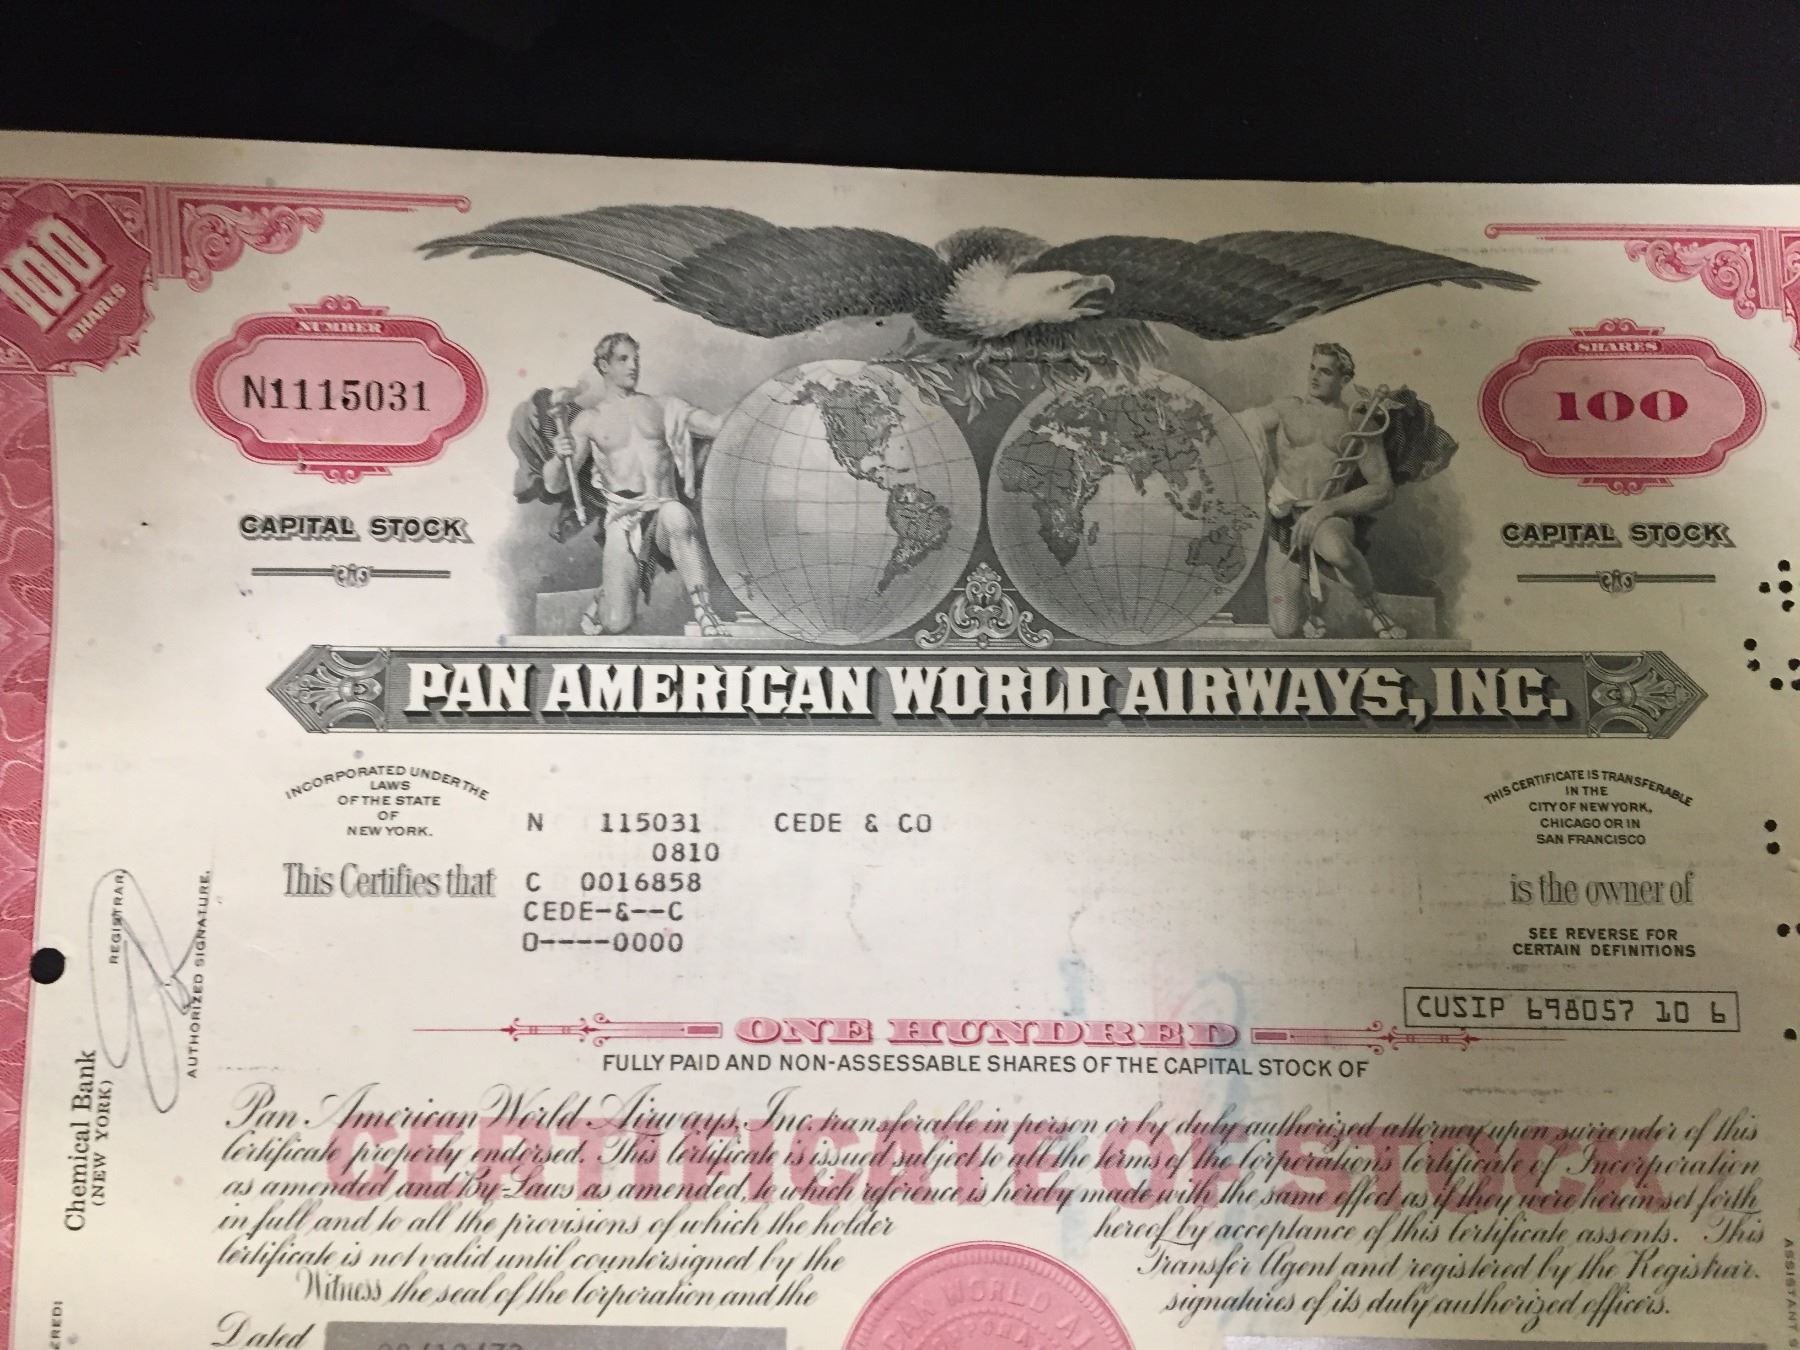 100
SHARES
NUMBER
N1115031
SHARES
100
CAPITAL STOCK
CAPITAL STOCK
PAN AMERICAN WORLD AIRWAYS, INC.
INCORPORATED UNDER THE
LAWS
OF THE STATE
OF
NEW YORK.
THIS CERTIFICATE IS TRANSFERABLE
IN THE
CITY OF NEW YORK,
CHICAGO OR IN
SAN FRANCISCO
N 115031 CEDE & CO
0810
This Certifies that C 0016858 is the owner of
CEDE-&--C
O----0000
SEE REVERSE FOR
CERTAIN DEFINITIONS
CUSIP 698057 10 6
ONE HUNDRED
FULLY PAID AND NON-ASSESSABLE SHARES OF THE CAPITAL STOCK OF
CERTIFICATE OF STOCK
Pan American World Airways, Inc. transferable in person or by duly authorized attorney upon surrender of this
Certificate properly endorsed. This Certificate is issued subject to all the terms of the Corporation's Certificate of Incorporation
as amended and By-Laws as amended, to which reference is hereby made with the same effect as if they were herein set forth
in full and to all the provisions of which the holder hereof by acceptance of this Certificate assents. This
Certificate is not valid until countersigned by the Transfer Agent and registered by the Registrar.
Witness the seal of the Corporation and the signatures of its duly authorized officers.
Dated
PAN WORLD
Chemical Bank
(NEW YORK)
REGISTRAR,
AUTHORIZED SIGNATURE.
ASSISTANT